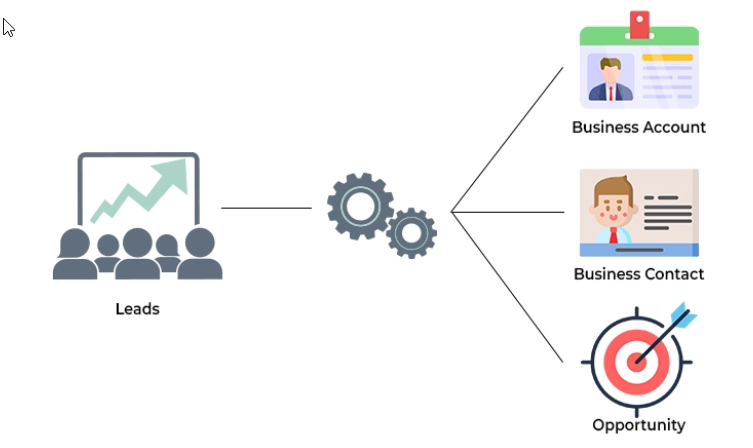 Leads
Business Account
Business Contact
Opportunity